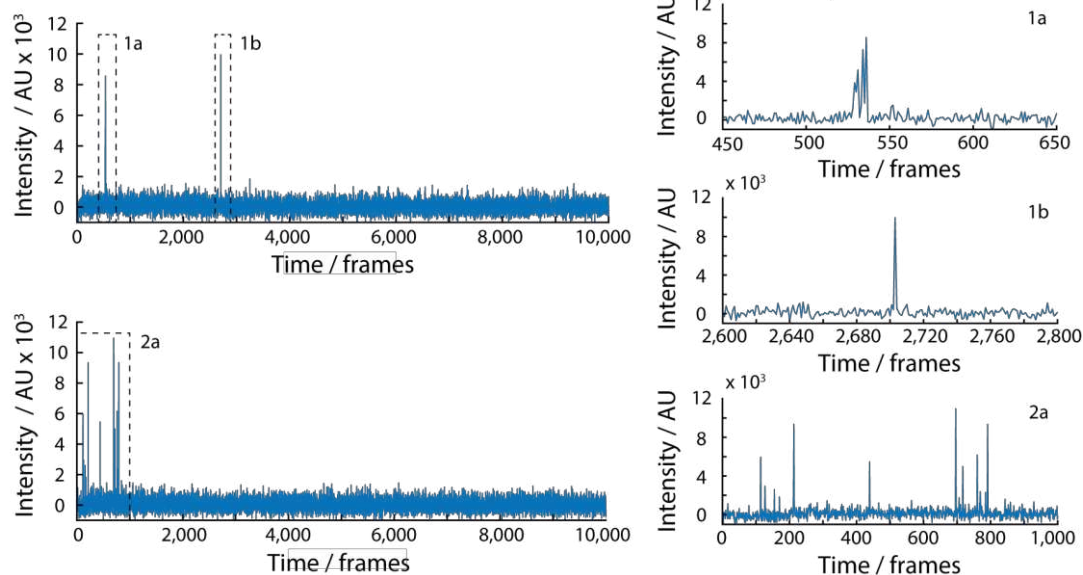 Intensity / AU x 10³
12
10
8
6
4
2
0
1a
1b
0 2,000 4,000 6,000 8,000 10,000
Time / frames
Intensity / AU x 10³
12
10
8
6
4
2
0
2a
0 2,000 4,000 6,000 8,000 10,000
Time / frames
Intensity / AU
12
8
4
0
1a
450 500 550 600 650
Time / frames
x 10³
Intensity / AU
12
8
4
0
1b
2,600 2,640 2,680 2,720 2,760 2,800
Time / frames
x 10³
Intensity / AU
12
8
4
0
2a
0 200 400 600 800 1,000
Time / frames